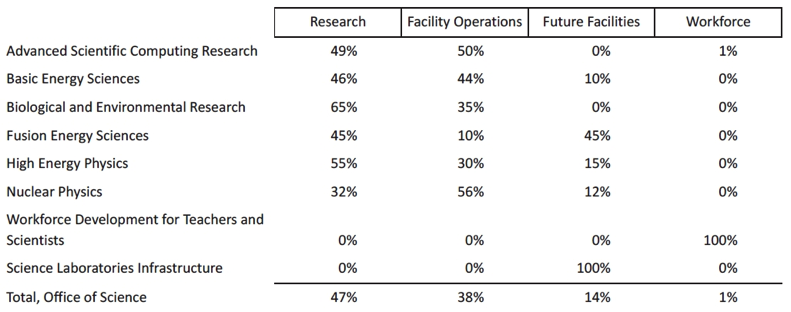 Research Facility Operations Future Facilities Workforce
Advanced Scientific Computing Research 49% 50% 0% 1%
Basic Energy Sciences 46% 44% 10% 0%
Biological and Environmental Research 65% 35% 0% 0%
Fusion Energy Sciences 45% 10% 45% 0%
High Energy Physics 55% 30% 15% 0%
Nuclear Physics 32% 56% 12% 0%
Workforce Development for Teachers and
Scientists 0% 0% 0% 100%
Science Laboratories Infrastructure 0% 0% 100% 0%
Total, Office of Science 47% 38% 14% 1%